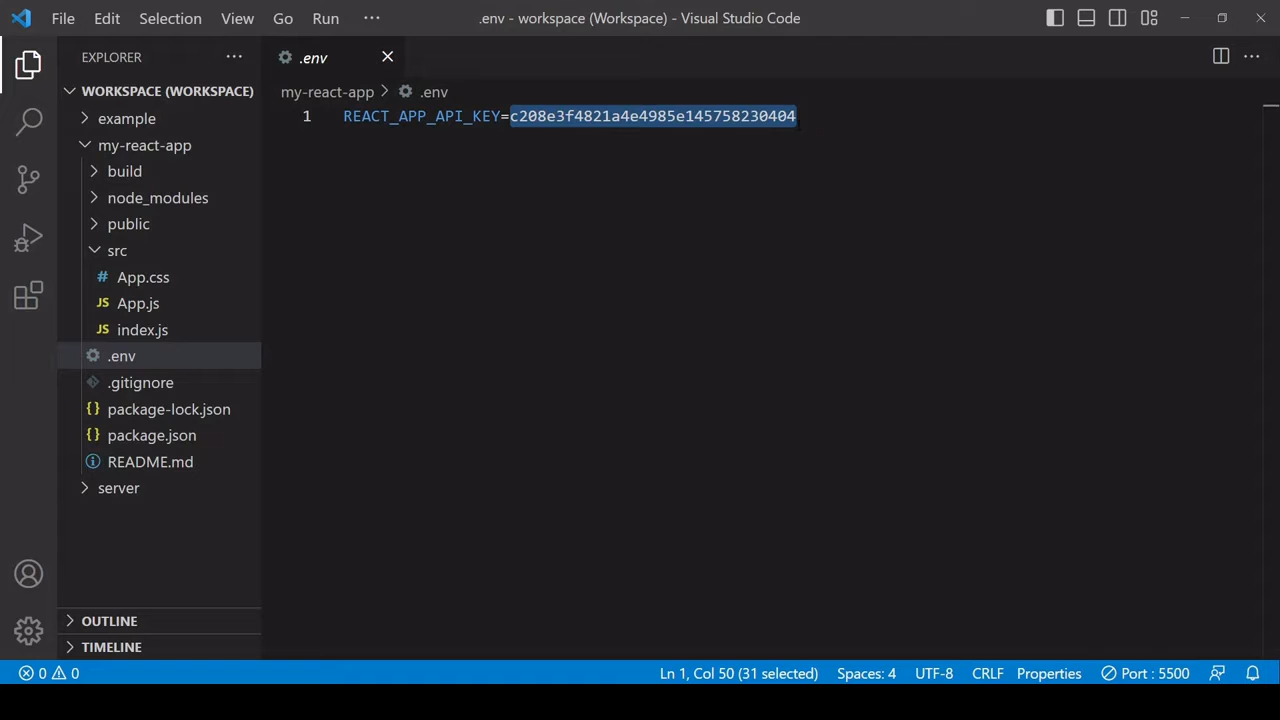 File Edit Selection View Go Run ··· .env - workspace (Workspace) - Visual Studio Code
EXPLORER ···
WORKSPACE (WORKSPACE)
example
my-react-app
build
node_modules
public
src
# App.css
JS App.js
JS index.js
.env
.gitignore
{} package-lock.json
{} package.json
README.md
server
OUTLINE
TIMELINE
.env
my-react-app > .env
1 REACT_APP_API_KEY=c208e3f4821a4e4985e145758230404
0 0 Ln 1, Col 50 (31 selected) Spaces: 4 UTF-8 CRLF Properties Port : 5500